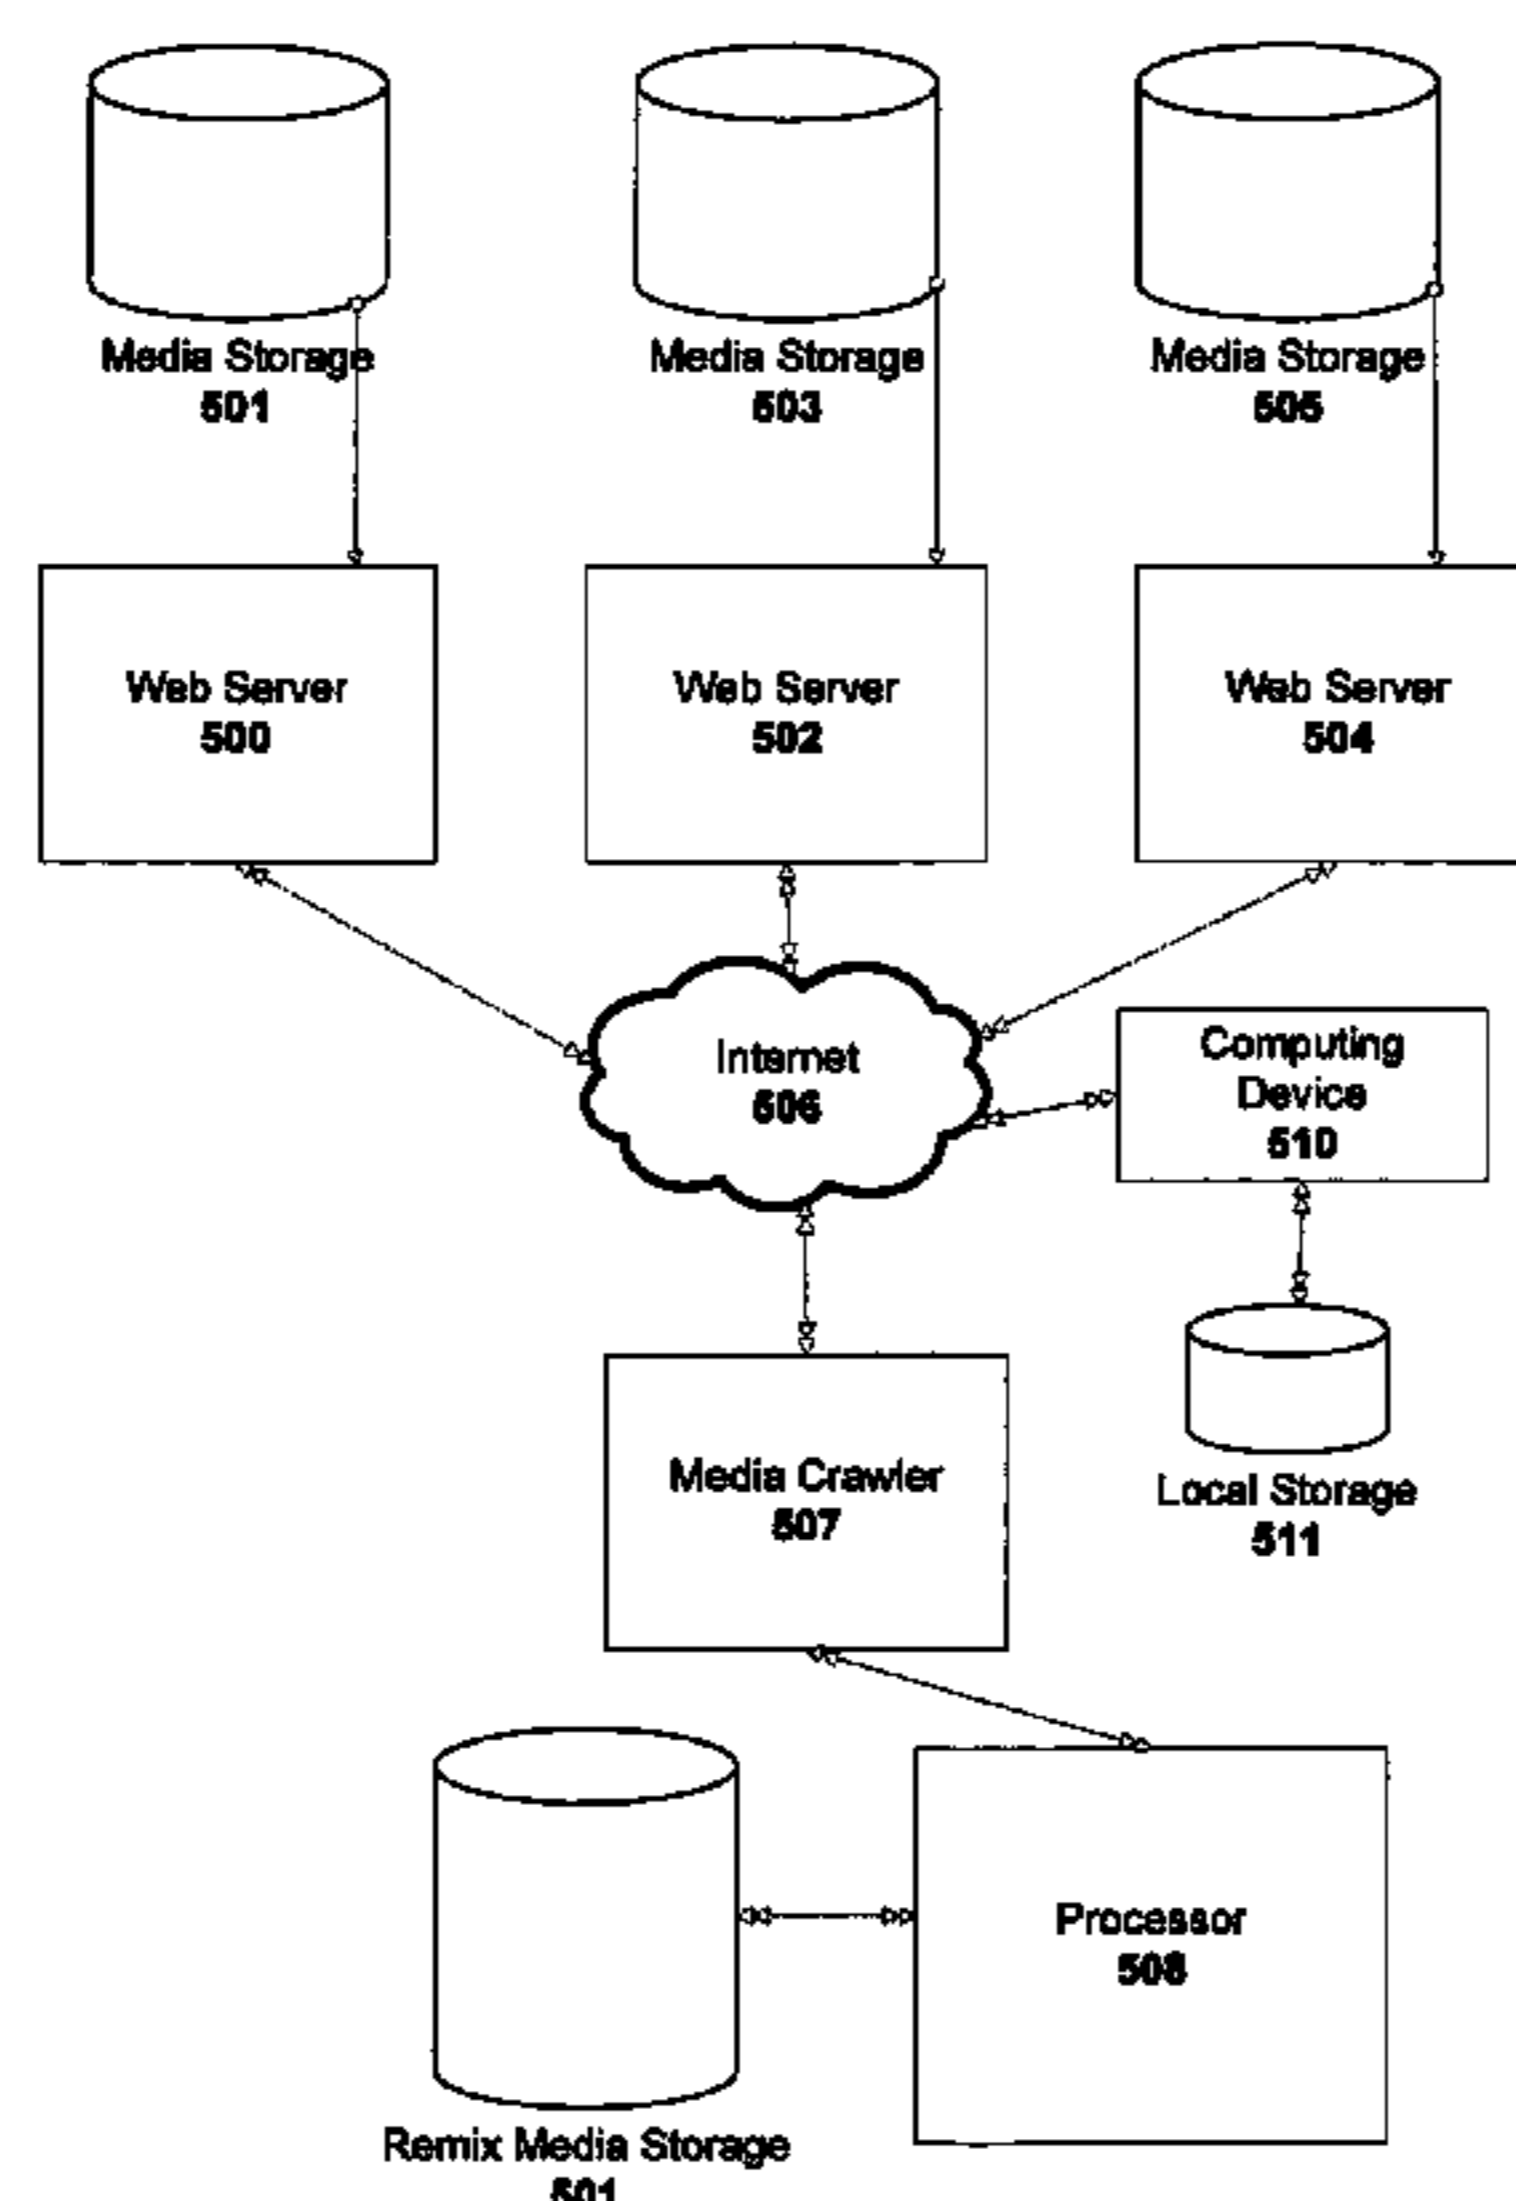 Media Storage
501
Media Storage
503
Media Storage
505
Web Server
500
Web Server
502
Web Server
504
Internet
506
Computing
Device
510
Media Crawler
507
Local Storage
511
Processor
508
Remix Media Storage
501